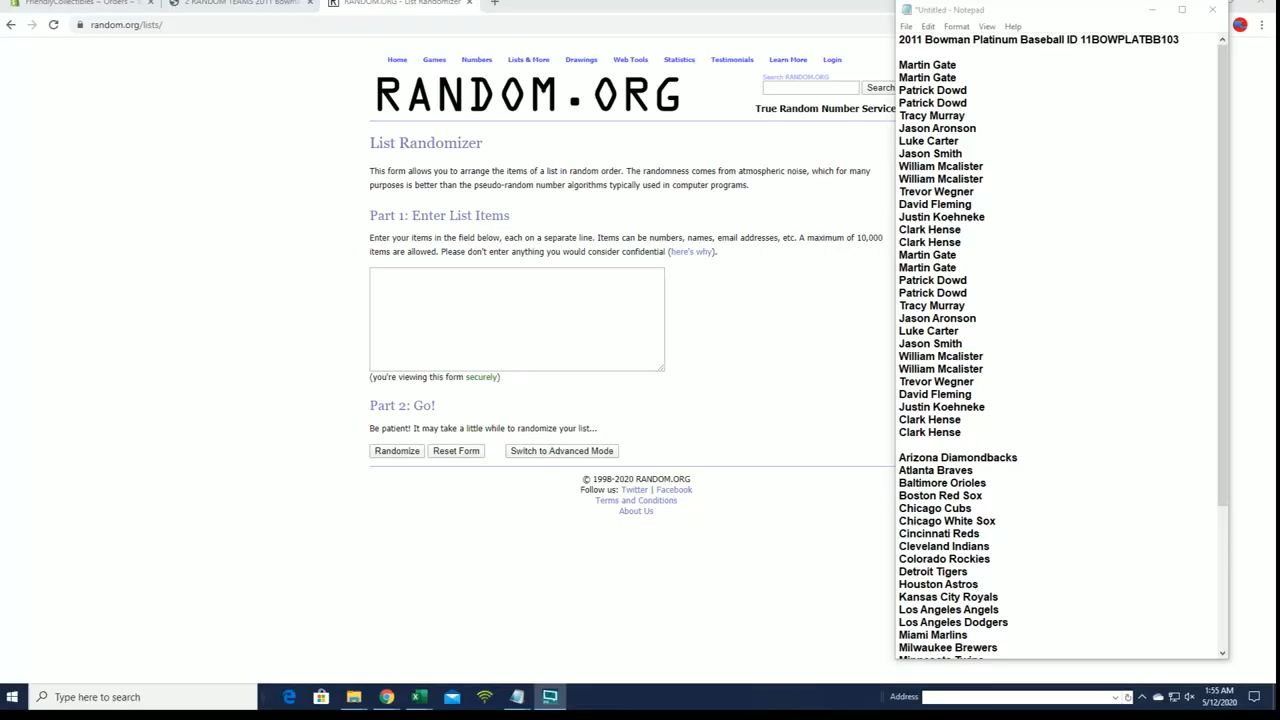 FriendlyCollectibles – Orders –
2 RANDOM TEAMS 2011 Bowm
RANDOM.ORG - List Randomizer
random.org/lists/
Home Games Numbers Lists & More Drawings Web Tools Statistics Testimonials Learn More Login
RANDOM.ORG
Search RANDOM.ORG
Search
True Random Number Service
List Randomizer
This form allows you to arrange the items of a list in random order. The randomness comes from atmospheric noise, which for many
purposes is better than the pseudo-random number algorithms typically used in computer programs.
Part 1: Enter List Items
Enter your items in the field below, each on a separate line. Items can be numbers, names, email addresses, etc. A maximum of 10,000
items are allowed. Please don't enter anything you would consider confidential (here's why).
(you're viewing this form securely)
Part 2: Go!
Be patient! It may take a little while to randomize your list...
Randomize Reset Form Switch to Advanced Mode
© 1998-2020 RANDOM.ORG
Follow us: Twitter | Facebook
Terms and Conditions
About Us
*Untitled - Notepad
File Edit Format View Help
2011 Bowman Platinum Baseball ID 11BOWPLATBB103
Martin Gate
Martin Gate
Patrick Dowd
Patrick Dowd
Tracy Murray
Jason Aronson
Luke Carter
Jason Smith
William Mcalister
William Mcalister
Trevor Wegner
David Fleming
Justin Koehneke
Clark Hense
Clark Hense
Martin Gate
Martin Gate
Patrick Dowd
Patrick Dowd
Tracy Murray
Jason Aronson
Luke Carter
Jason Smith
William Mcalister
William Mcalister
Trevor Wegner
David Fleming
Justin Koehneke
Clark Hense
Clark Hense
Arizona Diamondbacks
Atlanta Braves
Baltimore Orioles
Boston Red Sox
Chicago Cubs
Chicago White Sox
Cincinnati Reds
Cleveland Indians
Colorado Rockies
Detroit Tigers
Houston Astros
Kansas City Royals
Los Angeles Angels
Los Angeles Dodgers
Miami Marlins
Milwaukee Brewers
Minnesota Twins
Type here to search
Address
1:55 AM
5/12/2020